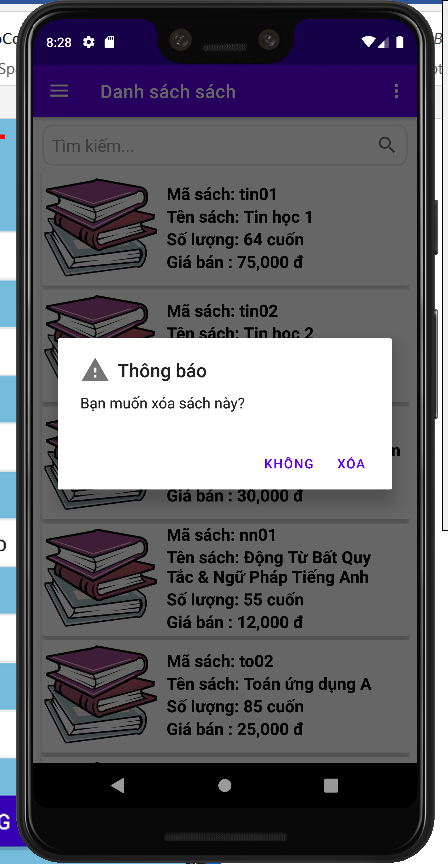 8:28
Danh sách sách
Tìm kiếm...
Mã sách: tin01
Tên sách: Tin học 1
Số lượng: 64 cuốn
Giá bán : 75,000 đ
Mã sách: tin02
Tên sách: Tin học 2
Thông báo
Bạn muốn xóa sách này?
KHÔNG XÓA
Giá bán : 30,000 đ
Mã sách: nn01
Tên sách: Động Từ Bất Quy
Tắc & Ngữ Pháp Tiếng Anh
Số lượng: 55 cuốn
Giá bán : 12,000 đ
Mã sách: to02
Tên sách: Toán ứng dụng A
Số lượng: 85 cuốn
Giá bán : 25,000 đ